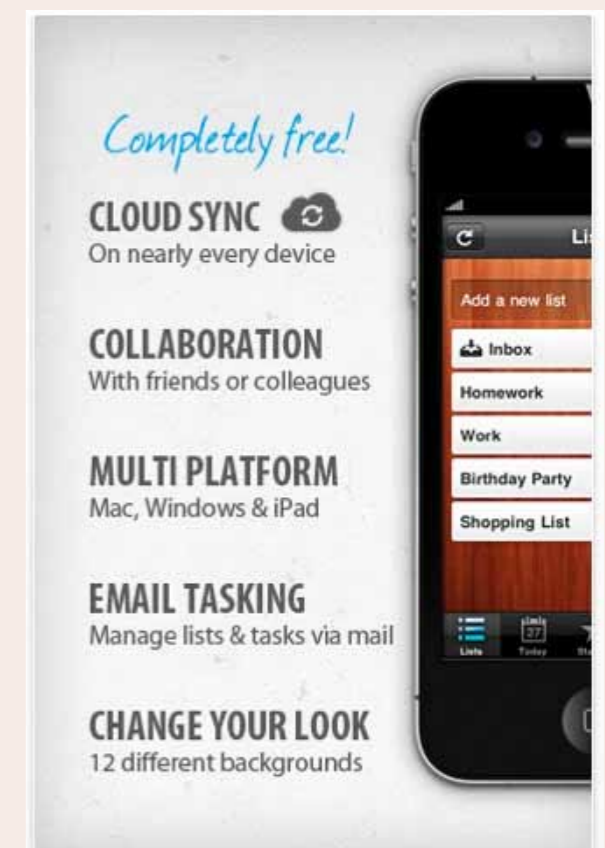 Completely free!
CLOUD SYNC
On nearly every device
COLLABORATION
With friends or colleagues
MULTI PLATFORM
Mac, Windows & iPad
EMAIL TASKING
Manage lists & tasks via mail
CHANGE YOUR LOOK
12 different backgrounds
Add a new list
Inbox
Homework
Work
Birthday Party
Shopping List
27
Lists
Today